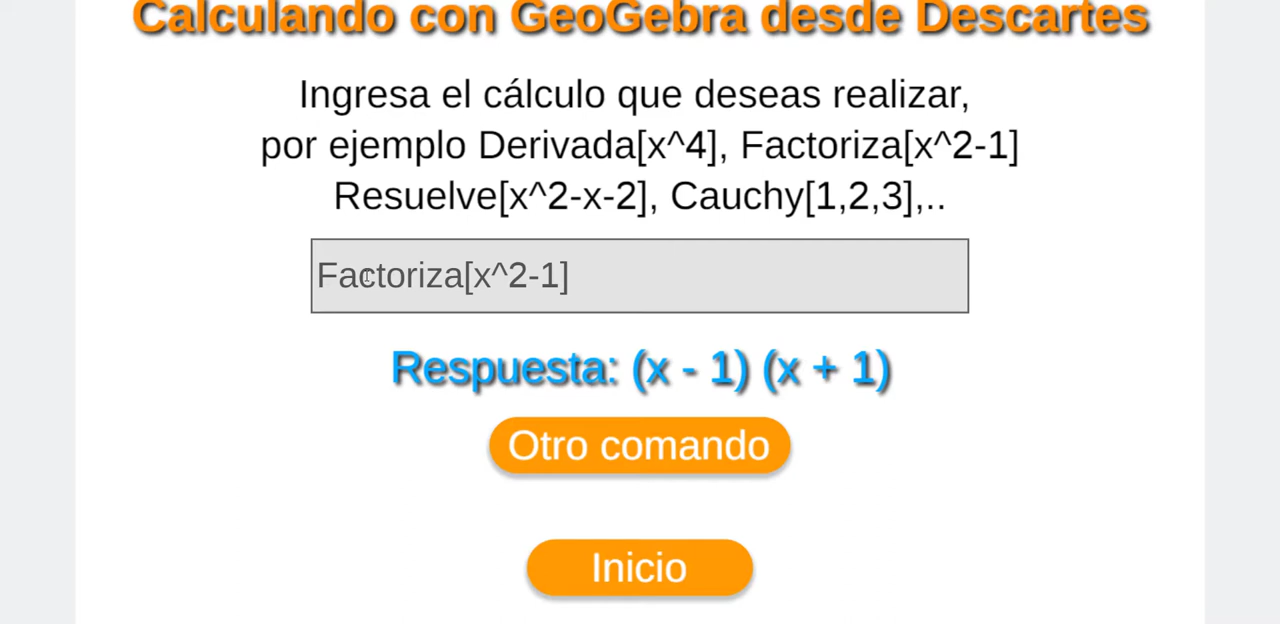 Calculando con GeoGebra desde Descartes
Ingresa el cálculo que deseas realizar,
por ejemplo Derivada[x^4], Factoriza[x^2-1]
Resuelve[x^2-x-2], Cauchy[1,2,3],..
Factoriza[x^2-1]
Respuesta: (x - 1) (x + 1)
Otro comando
Inicio